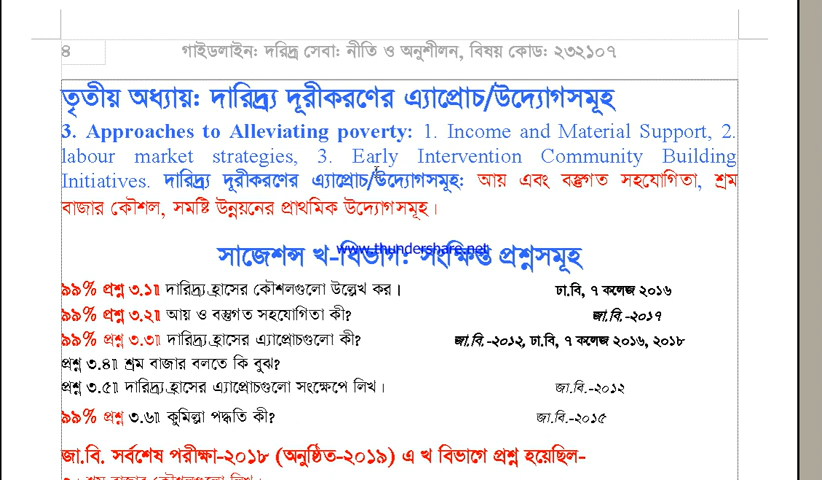 ৪
গাইডলাইন: দরিদ্র সেবা: নীতি ও অনুশীলন, বিষয় কোড: ২৩২১০৭
তৃতীয় অধ্যায়: দারিদ্র্য দূরীকরণের এ্যাপ্রোচ/উদ্যোগসমূহ
3. Approaches to Alleviating poverty: 1. Income and Material Support, 2.
labour market strategies, 3. Early Intervention Community Building
Initiatives. দারিদ্র্য দূরীকরণের এ্যাপ্রোচ/উদ্যোগসমূহ: আয় এবং বস্তুগত সহযোগিতা, শ্রম
বাজার কৌশল, সমষ্টি উন্নয়নের প্রাথমিক উদ্যোগসমূহ।
www.thundershare.net
সাজেশন্স খ-বিভাগ: সংক্ষিপ্ত প্রশ্নসমূহ
৯৯% প্রশ্ন ৩.১॥ দারিদ্র্য হ্রাসের কৌশলগুলো উল্লেখ কর। ঢা.বি, ৭ কলেজ ২০১৬
৯৯% প্রশ্ন ৩.২॥ আয় ও বস্তুগত সহযোগিতা কী? জা.বি.-২০১৭
৯৯% প্রশ্ন ৩.৩॥ দারিদ্র্য হ্রাসের এ্যাপ্রোচগুলো কী? জা.বি.-২০১২, ঢা.বি, ৭ কলেজ ২০১৬, ২০১৮
প্রশ্ন ৩.৪॥ শ্রম বাজার বলতে কি বুঝ?
প্রশ্ন ৩.৫॥ দারিদ্র্য হ্রাসের এ্যাপ্রোচগুলো সংক্ষেপে লিখ। জা.বি.-২০১২
৯৯% প্রশ্ন ৩.৬॥ কুমিল্লা পদ্ধতি কী? জা.বি.-২০১৫
জা.বি. সর্বশেষ পরীক্ষা-২০১৮ (অনুষ্ঠিত-২০১৯) এ খ বিভাগে প্রশ্ন হয়েছিল-